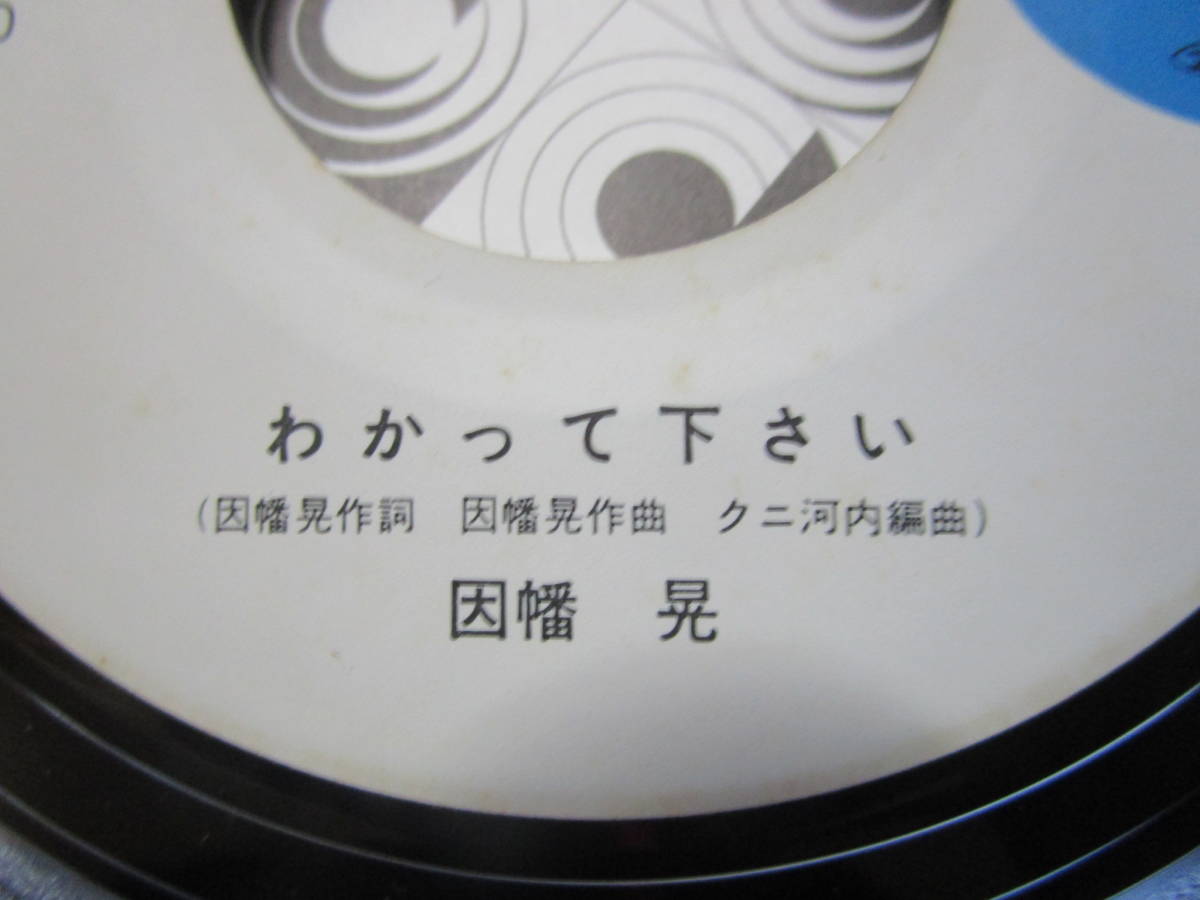 わかって下さい
(因幡晃作詞　因幡晃作曲　クニ河内編曲)
因幡　晃